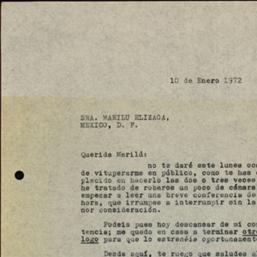 10 de Enero 1972
SRA. MARILU ELIZAGA,
MEXICO, D. F.
Querida Marilú:
no te daré este lunes oc
de vituperarme en público, como te has
placido en hacerlo las dos o tres veces
ha tratado de robaros un poco de cámara
empezar a leer una breve conferencia de
hora, que irrumpes a interrumpir sin la
nor consideración.
Podeis pues hoy descansar de mi
tencia; me quedo en casa a terminar otro
logo para que lo estrenéis oportunamente
Desde aquí, te ruego que saludes a